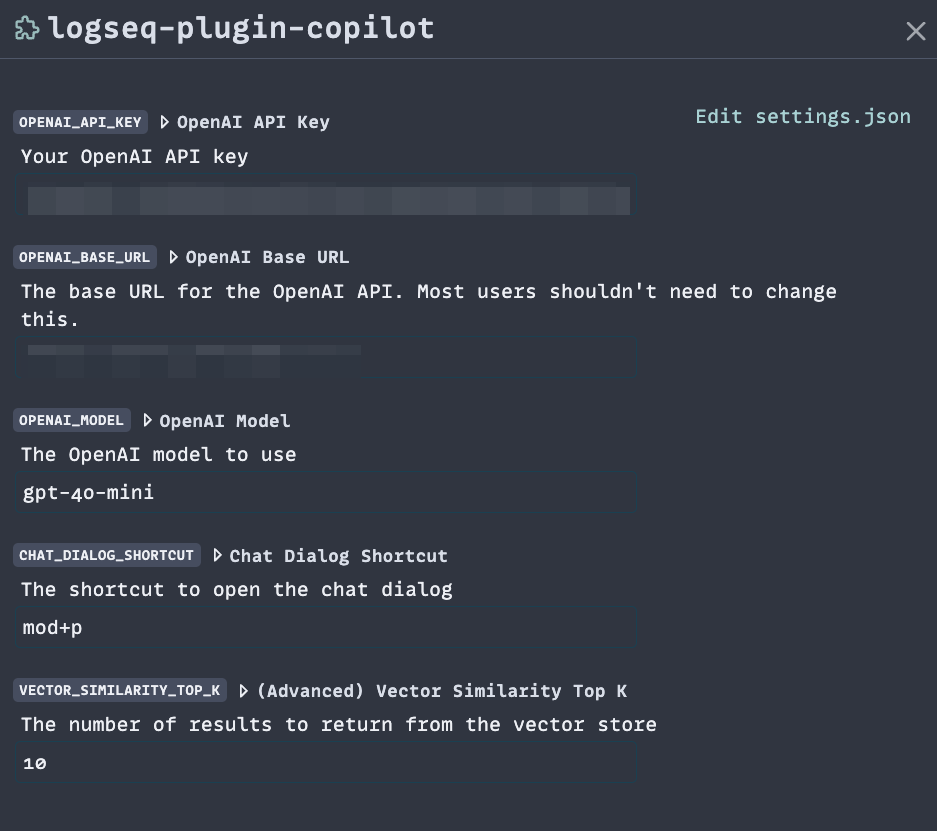 logseq-plugin-copilot
Edit settings.json
OPENAI_API_KEY OpenAI API Key
Your OpenAI API key
OPENAI_BASE_URL OpenAI Base URL
The base URL for the OpenAI API. Most users shouldn't need to change
this.
OPENAI_MODEL OpenAI Model
The OpenAI model to use
gpt-4o-mini
CHAT_DIALOG_SHORTCUT Chat Dialog Shortcut
The shortcut to open the chat dialog
mod+p
VECTOR_SIMILARITY_TOP_K (Advanced) Vector Similarity Top K
The number of results to return from the vector store
10